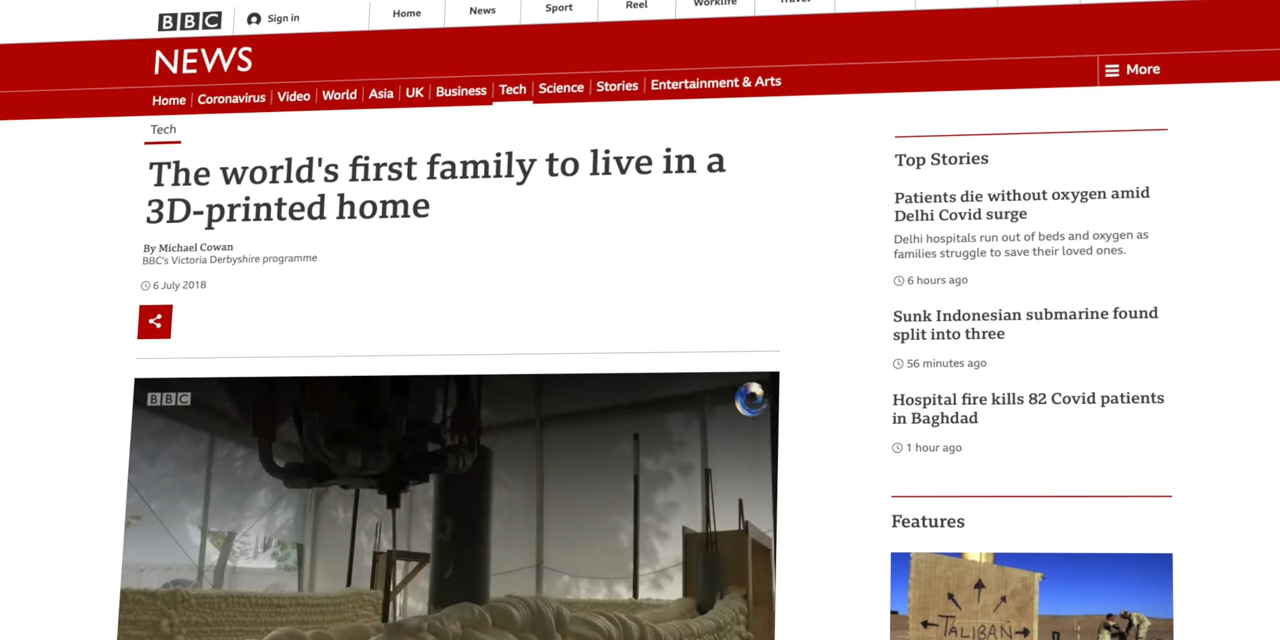 BBC
Sign in
Home
News
Sport
Reel
Worklife
NEWS
Home
Coronavirus
Video
World
Asia
UK
Business
Tech
Science
Stories
Entertainment & Arts
More
Tech
The world's first family to live in a
3D-printed home
By Michael Cowan
BBC's Victoria Derbyshire programme
6 July 2018
BBC
Top Stories
Patients die without oxygen amid
Delhi Covid surge
Delhi hospitals run out of beds and oxygen as
families struggle to save their loved ones.
6 hours ago
Sunk Indonesian submarine found
split into three
56 minutes ago
Hospital fire kills 82 Covid patients
in Baghdad
1 hour ago
Features
TALIBAN